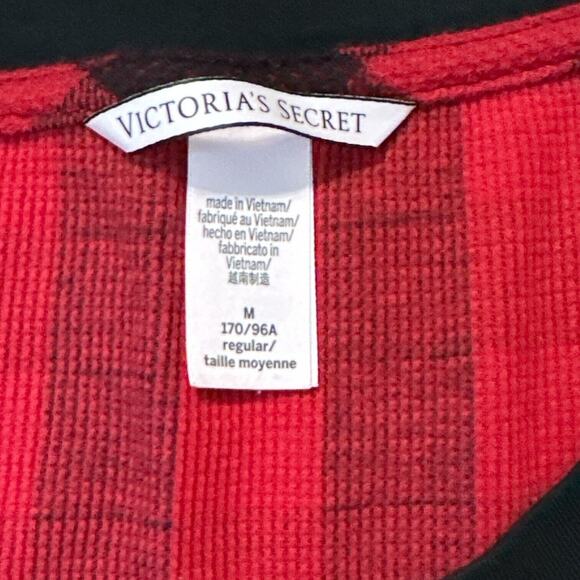 VICTORIA'S SECRET
made in Vietnam/
fabriqué au Vietnam/
hecho en Vietnam/
fabbricato in
Vietnam/
越南制造
M
170/96A
regular/
taille moyenne